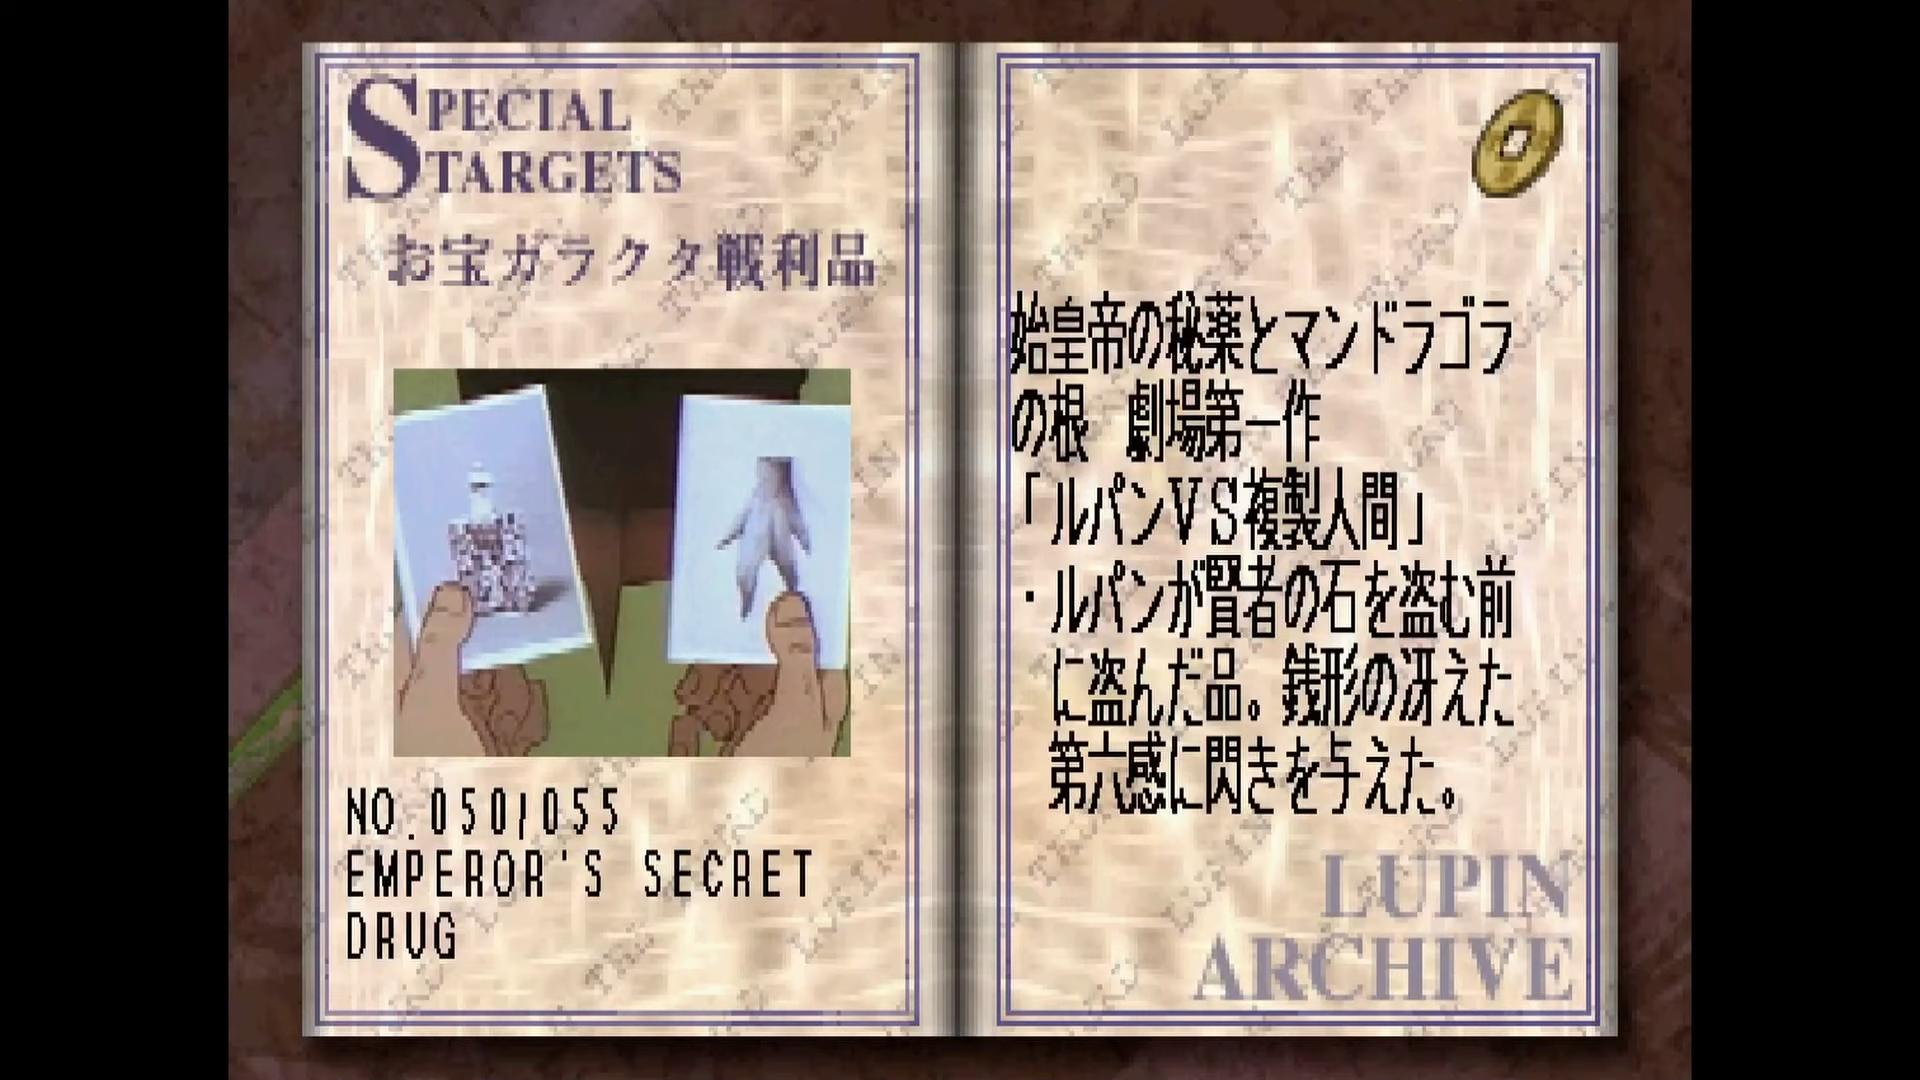 SPECIAL
TARGETS
お宝ガラクタ戦利品
NO.050/055
EMPEROR'S SECRET
DRUG
始皇帝の秘薬とマンドラゴラ
の根　劇場第一作
「ルパンVS複製人間」
・ルパンが賢者の石を盗む前
に盗んだ品。銭形の冴えた
第六感に閃きを与えた。
LUPIN
ARCHIVE